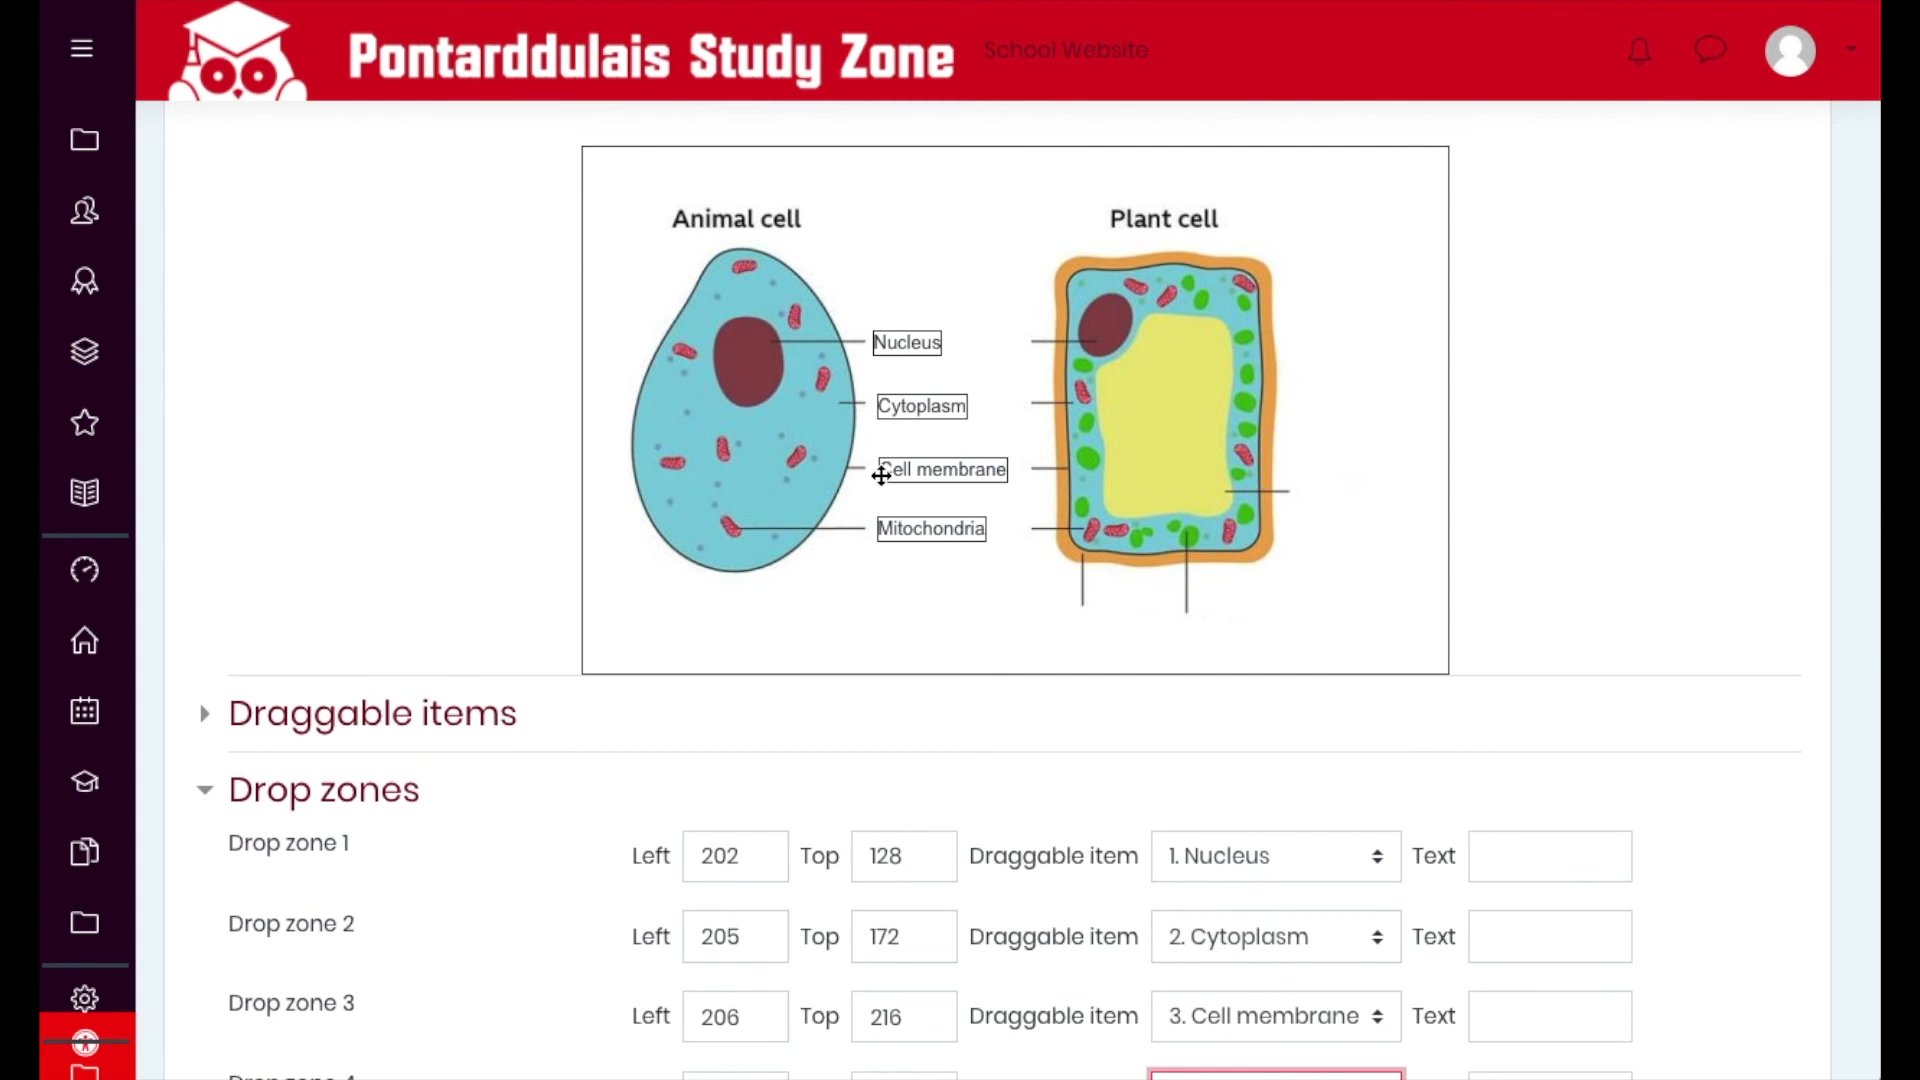 Pontarddulais Study Zone
School Website
Animal cell
Plant cell
Nucleus
Cytoplasm
Cell membrane
Mitochondria
Draggable items
Drop zones
Drop zone 1 Left 202 Top 128 Draggable item 1. Nucleus Text
Drop zone 2 Left 205 Top 172 Draggable item 2. Cytoplasm Text
Drop zone 3 Left 206 Top 216 Draggable item 3. Cell membrane Text